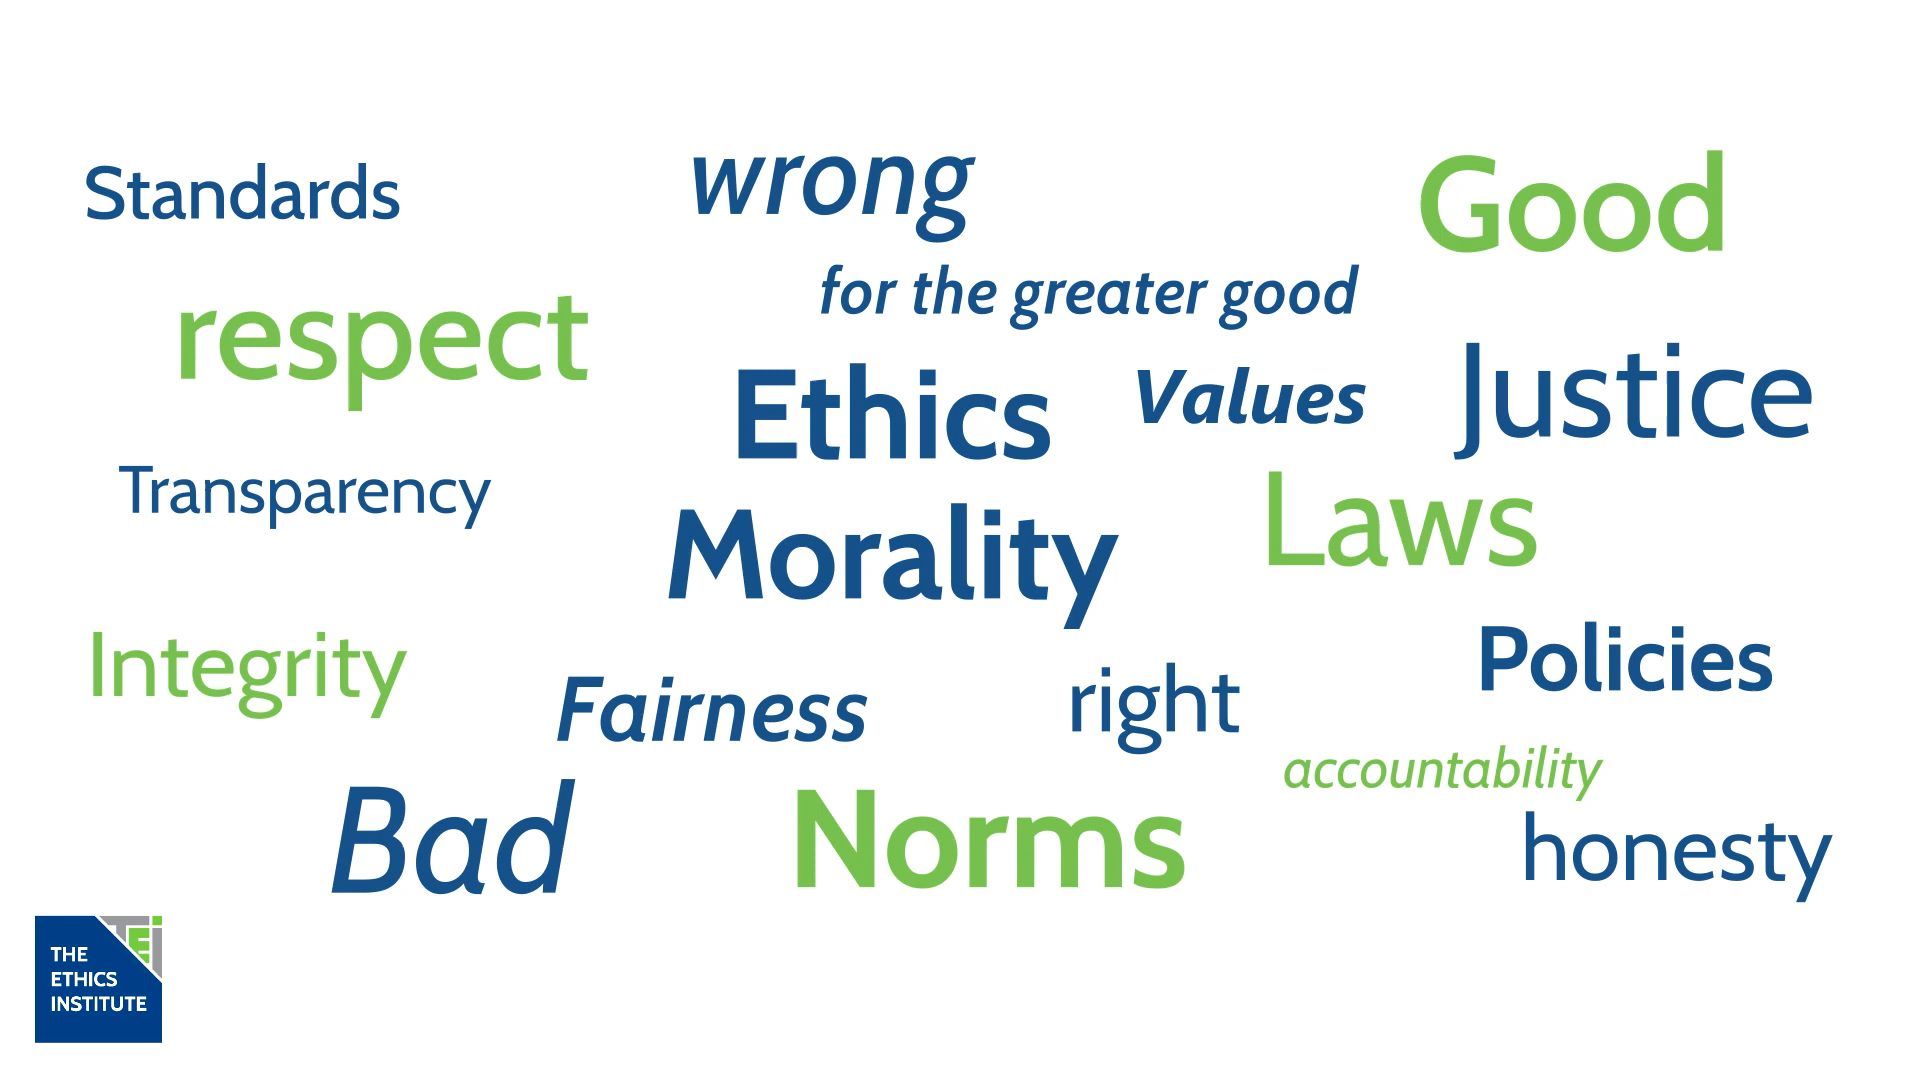 Standards
wrong
Good
for the greater good
respect
Ethics
Values
Justice
Transparency
Morality
Laws
Integrity
Fairness
right
Policies
accountability
Bad
Norms
honesty
THE
ETHICS
INSTITUTE